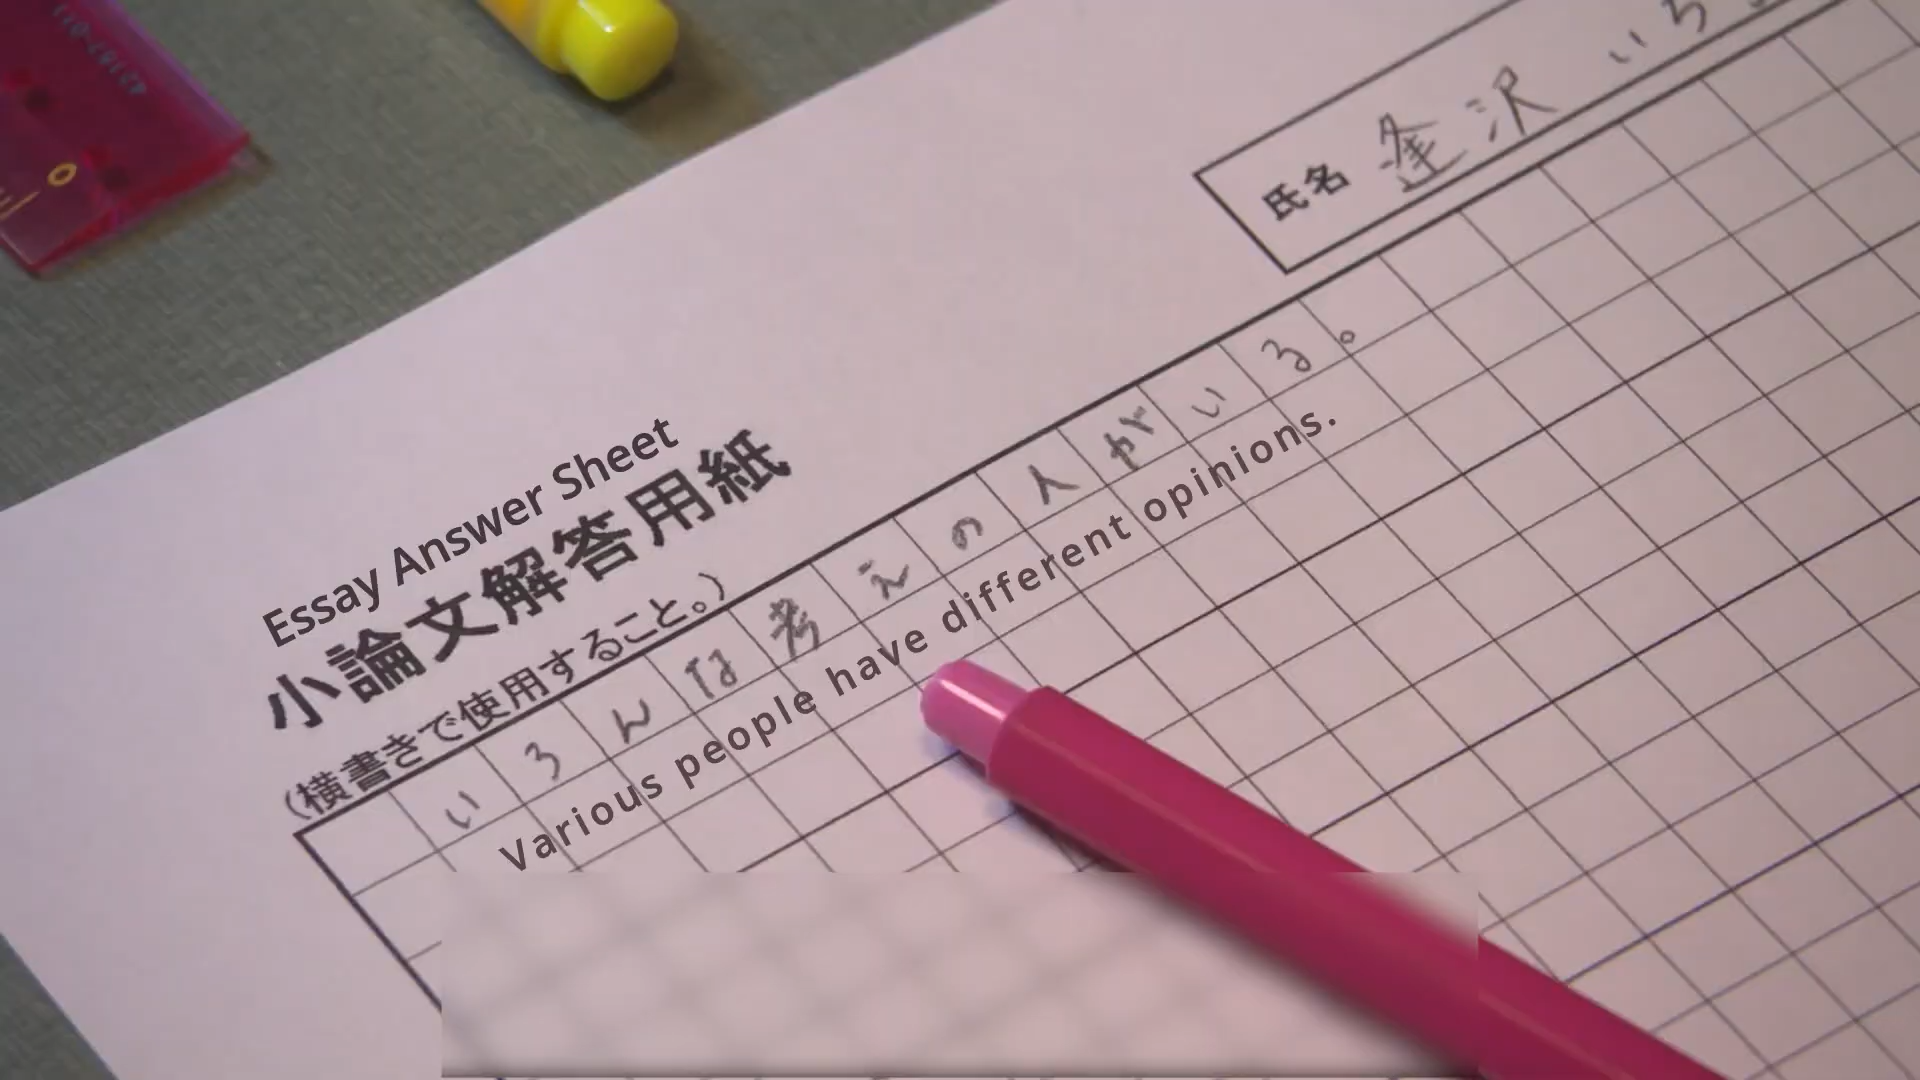 氏名 逢沢 いろ
Essay Answer Sheet
小論文解答用紙
(横書きで使用すること。)
いろんな考えの人がいる。
Various people have different opinions.